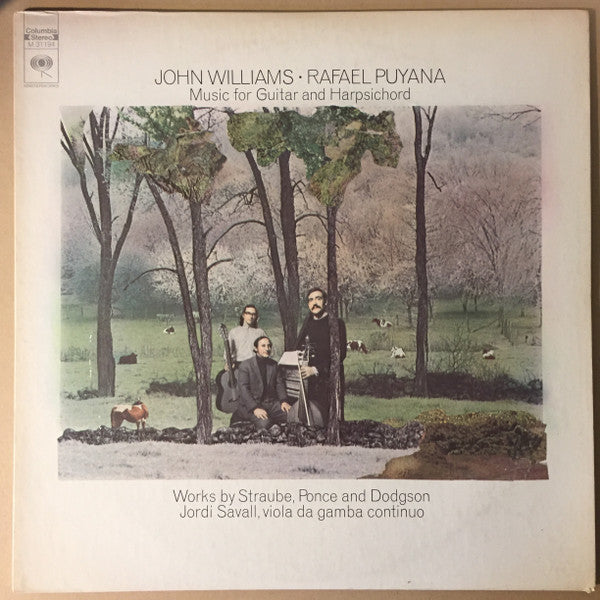 Columbia
Stereo
M 31194
JOHN WILLIAMS · RAFAEL PUYANA
Music for Guitar and Harpsichord
Works by Straube, Ponce and Dodgson
Jordi Savall, viola da gamba continuo